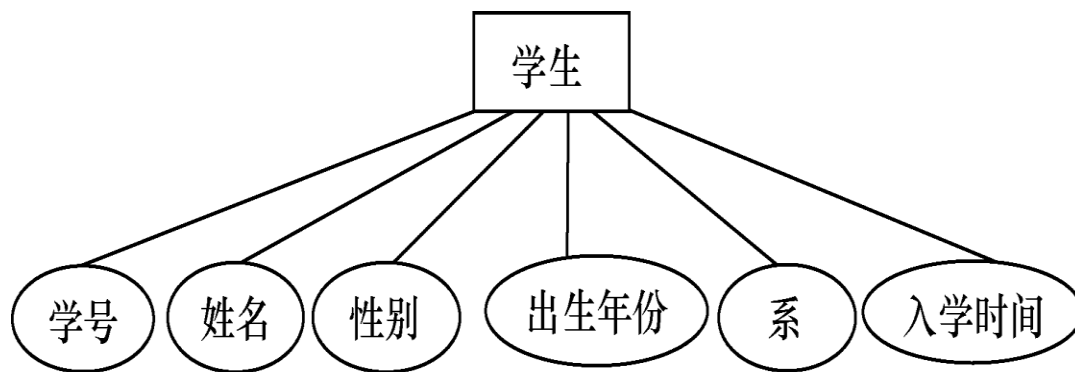 学生
学号
姓名
性别
出生年份
系
入学时间